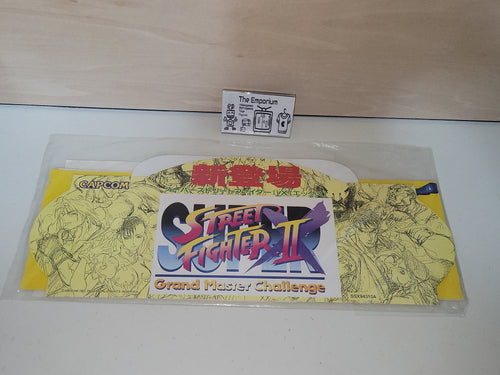 The Emporium
新登場
CAPCOM
SUPER
STREET
FIGHTER II X
Grand Master Challenge